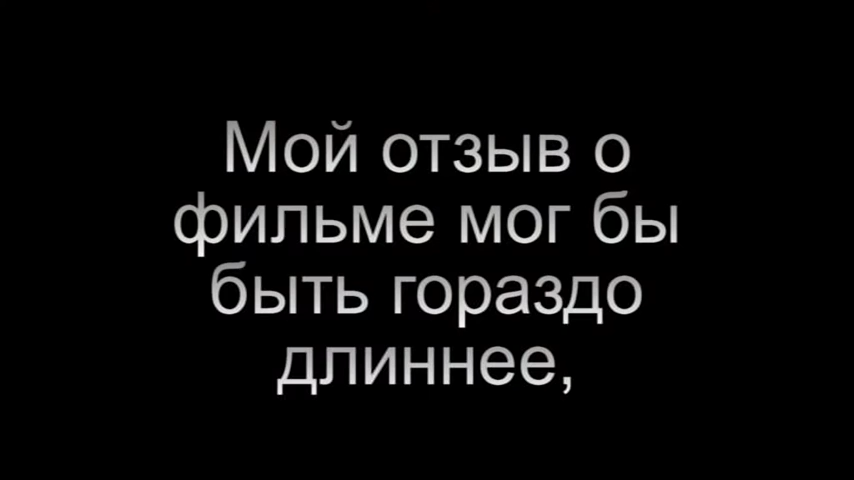 Мой отзыв о
фильме мог бы
быть гораздо
длиннее,